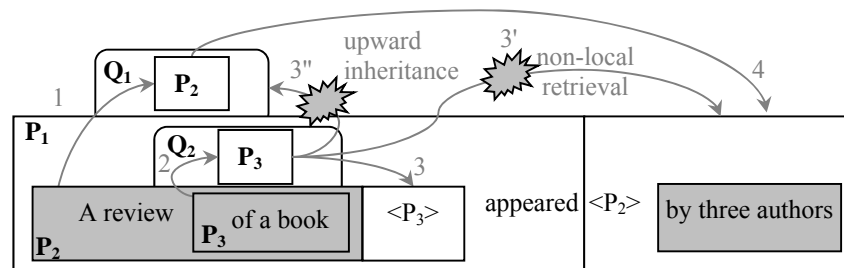 upward
inheritance
non-local
retrieval
3''
3'
4
1
Q1
P2
P1
Q2
P3
2
3
A review
of a book
P3
P2
<P3>
appeared
<P2>
by three authors